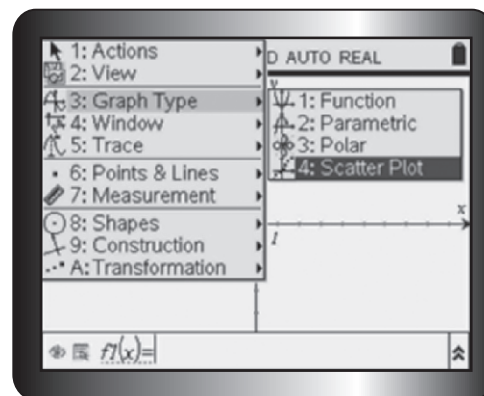 1: Actions
2: View
3: Graph Type
4: Window
5: Trace
6: Points & Lines
7: Measurement
8: Shapes
9: Construction
A: Transformation
D AUTO REAL
y
1: Function
2: Parametric
3: Polar
4: Scatter Plot
x
1
f1(x)=